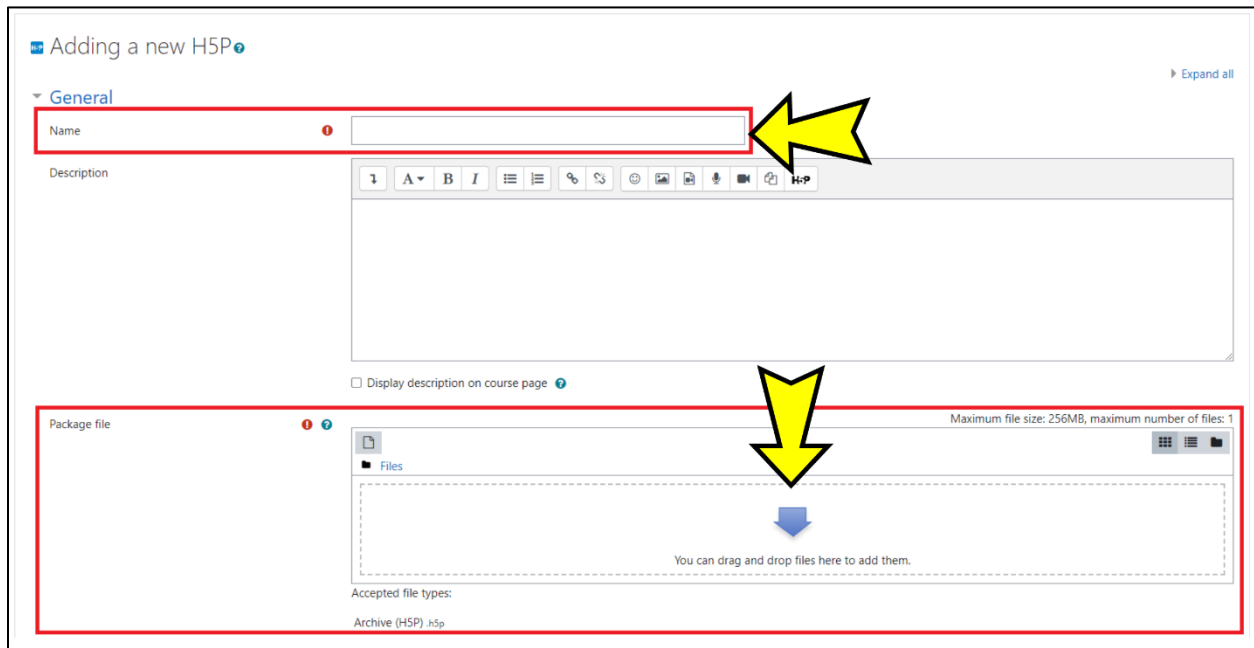 H5P Adding a new H5P
Expand all
General
Name
Description
A B I H5P
Display description on course page
Package file
Maximum file size: 256MB, maximum number of files: 1
Files
You can drag and drop files here to add them.
Accepted file types:
Archive (H5P) .h5p